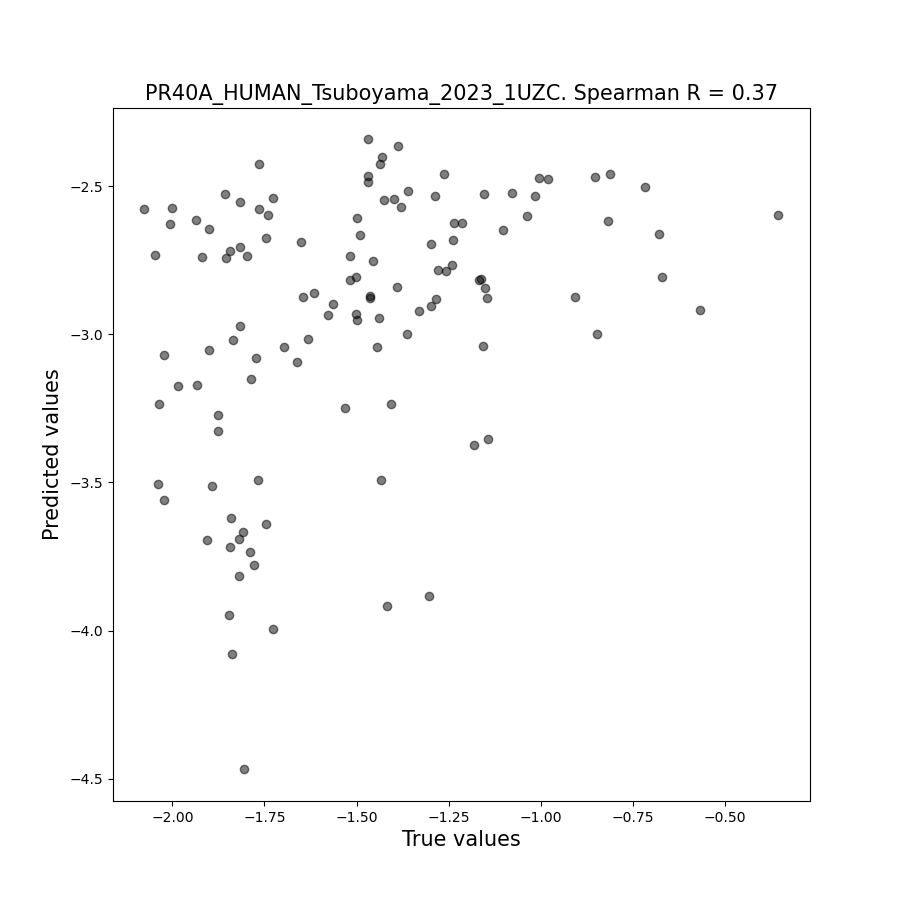 PR40A_HUMAN_Tsuboyama_2023_1UZC. Spearman R = 0.37
Predicted values
−2.5
−3.0
−3.5
−4.0
−4.5
−2.00 −1.75 −1.50 −1.25 −1.00 −0.75 −0.50
True values